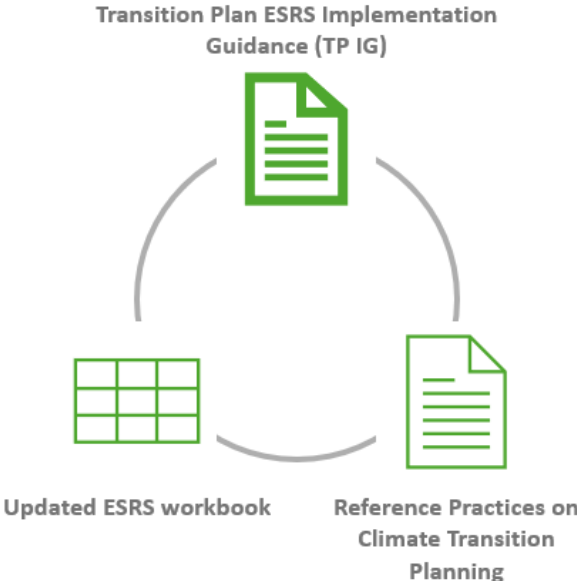 Transition Plan ESRS Implementation
Guidance (TP IG)
Updated ESRS workbook
Reference Practices on
Climate Transition
Planning